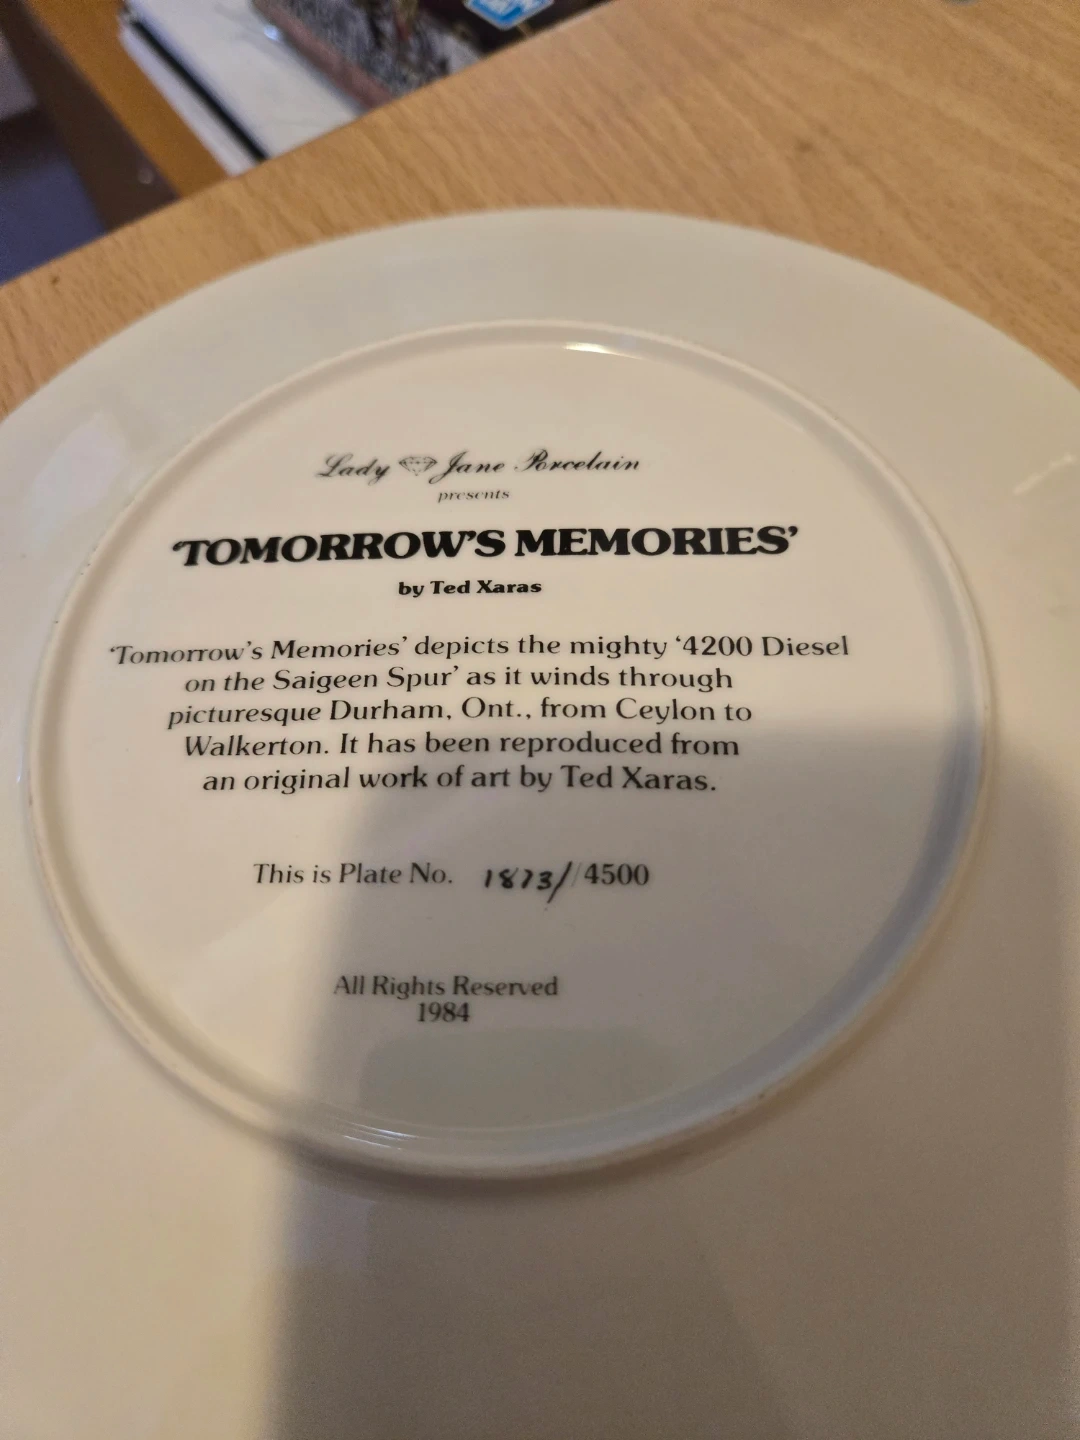 Lady Jane Porcelain
presents
'TOMORROW'S MEMORIES'
by Ted Xaras
'Tomorrow's Memories' depicts the mighty '4200 Diesel
on the Saigeen Spur' as it winds through
picturesque Durham, Ont., from Ceylon to
Walkerton. It has been reproduced from
an original work of art by Ted Xaras.
This is Plate No. 1873//4500
All Rights Reserved
1984